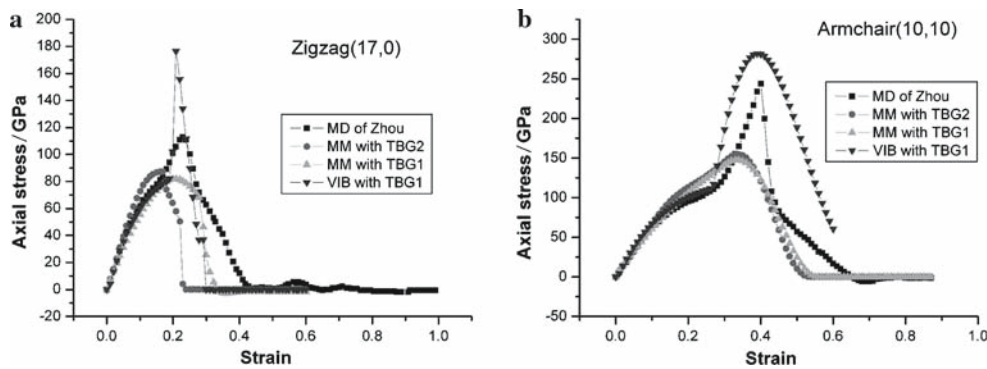 a
Zigzag(17,0)
Axial stress/GPa
200
180
160
140
120
100
80
60
40
20
0
-20
MD of Zhou
MM with TBG2
MM with TBG1
VIB with TBG1
0.0 0.2 0.4 0.6 0.8 1.0
Strain
b
Armchair(10,10)
Axial stress/GPa
300
250
200
150
100
50
0
-50
MD of Zhou
MM with TBG2
MM with TBG1
VIB with TBG1
0.0 0.2 0.4 0.6 0.8 1.0
Strain